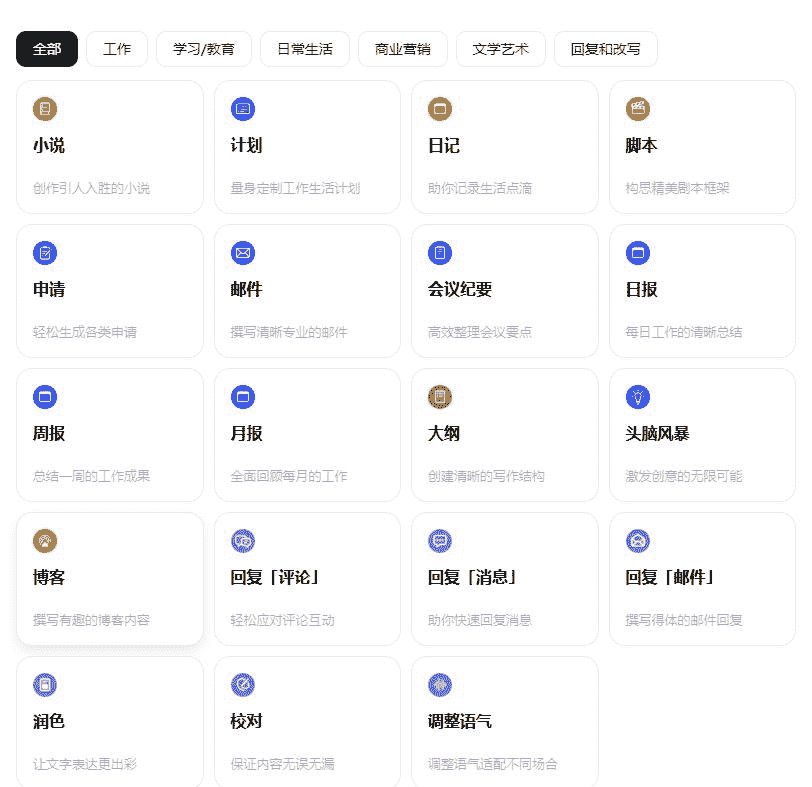 全部 工作 学习/教育 日常生活 商业营销 文学艺术 回复和改写
小说 计划 日记 脚本
创作引人入胜的小说 量身定制工作生活计划 助你记录生活点滴 构思精美剧本框架
申请 邮件 会议纪要 日报
轻松生成各类申请 撰写清晰专业的邮件 高效整理会议要点 每日工作的清晰总结
周报 月报 大纲 头脑风暴
总结一周的工作成果 全面回顾每月的工作 创建清晰的写作结构 激发创意的无限可能
博客 回复「评论」 回复「消息」 回复「邮件」
撰写有趣的博客内容 轻松应对评论互动 助你快速回复消息 撰写得体的邮件回复
润色 校对 调整语气
让文字表达更出彩 保证内容无误无漏 调整语气适配不同场合